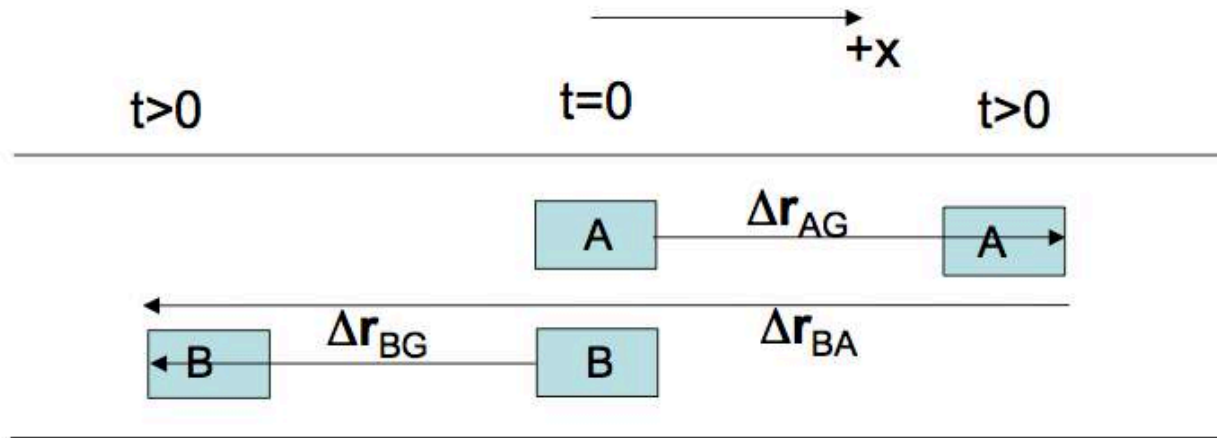 +x
t>0 t=0 t>0
A Δr_AG A
B Δr_BG B Δr_BA